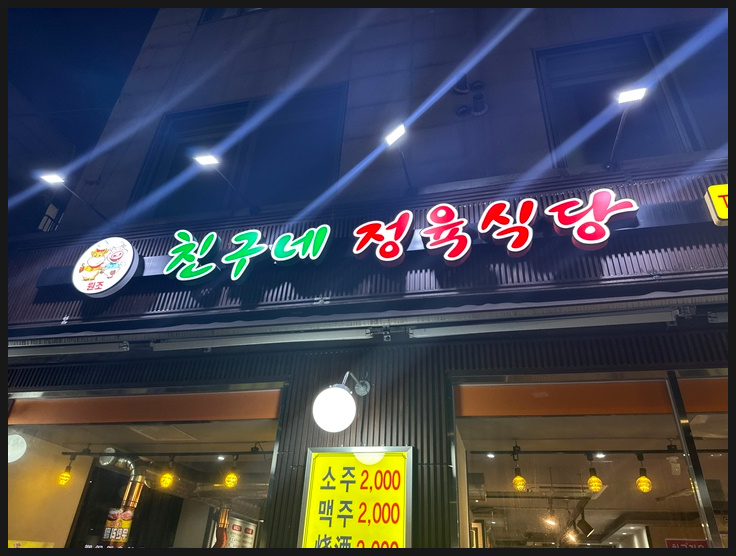 친구네 정육식당
원조
소주 2,000
맥주 2,000